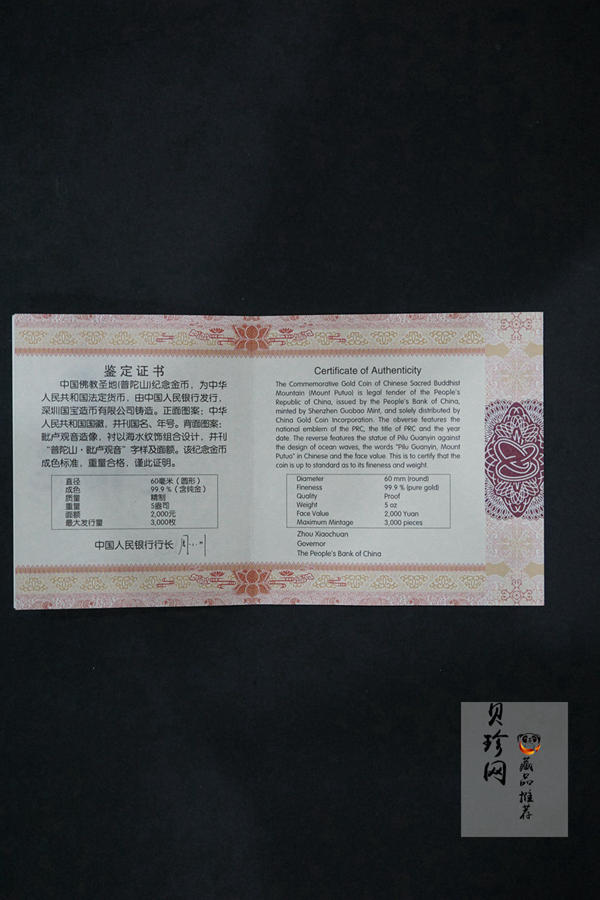 鉴定证书
中国佛教圣地(普陀山)纪念金币，为中华
人民共和国法定货币，由中国人民银行发行，
深圳国宝造币有限公司铸造。正面图案：中华
人民共和国国徽，并刊国名、年号。背面图案：
毗卢观音造像，衬以海水纹饰组合设计，并刊
“普陀山·毗卢观音”字样及面额。该纪念金币
成色标准，重量合格，谨此证明。
直径 60毫米（圆形）
成色 99.9％（含纯金）
质量 精制
重量 5盎司
面额 2,000元
最大发行量 3,000枚
中国人民银行行长
Certificate of Authenticity
The Commemorative Gold Coin of Chinese Sacred Buddhist
Mountain (Mount Putuo) is legal tender of the People's
Republic of China, issued by the People's Bank of China,
minted by Shenzhen Guobao Mint, and solely distributed by
China Gold Coin Incorporation. The obverse features the
national emblem of the PRC, the title of PRC and the year
date. The reverse features the statue of Pilu Guanyin against
the design of ocean waves, the words "Pilu Guanyin, Mount
Putuo" in Chinese and the face value. This is to certify that the
coin is up to standard as to its fineness and weight.
Diameter 60 mm (round)
Fineness 99.9 % (pure gold)
Quality Proof
Weight 5 oz
Face Value 2,000 Yuan
Maximum Mintage 3,000 pieces
Zhou Xiaochuan
Governor
The People's Bank of China
贝珍网
藏品推荐